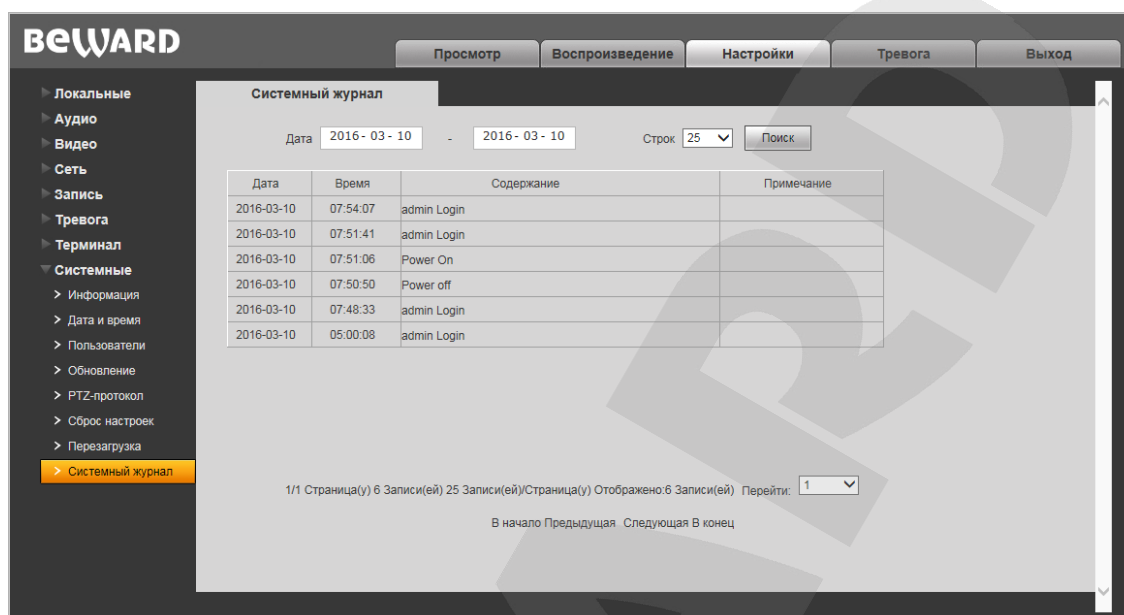 BEWARD
Просмотр Воспроизведение Настройки Тревога Выход
Локальные
Аудио
Видео
Сеть
Запись
Тревога
Терминал
Системные
Информация
Дата и время
Пользователи
Обновление
PTZ-протокол
Сброс настроек
Перезагрузка
Системный журнал
Системный журнал
Дата 2016- 03 - 10 - 2016- 03 - 10 Строк 25 Поиск
Дата Время Содержание Примечание
2016-03-10 07:54:07 admin Login
2016-03-10 07:51:41 admin Login
2016-03-10 07:51:06 Power On
2016-03-10 07:50:50 Power off
2016-03-10 07:48:33 admin Login
2016-03-10 05:00:08 admin Login
1/1 Страница(у) 6 Записи(ей) 25 Записи(ей)/Страница(у) Отображено:6 Записи(ей) Перейти: 1
В начало Предыдущая Следующая В конец